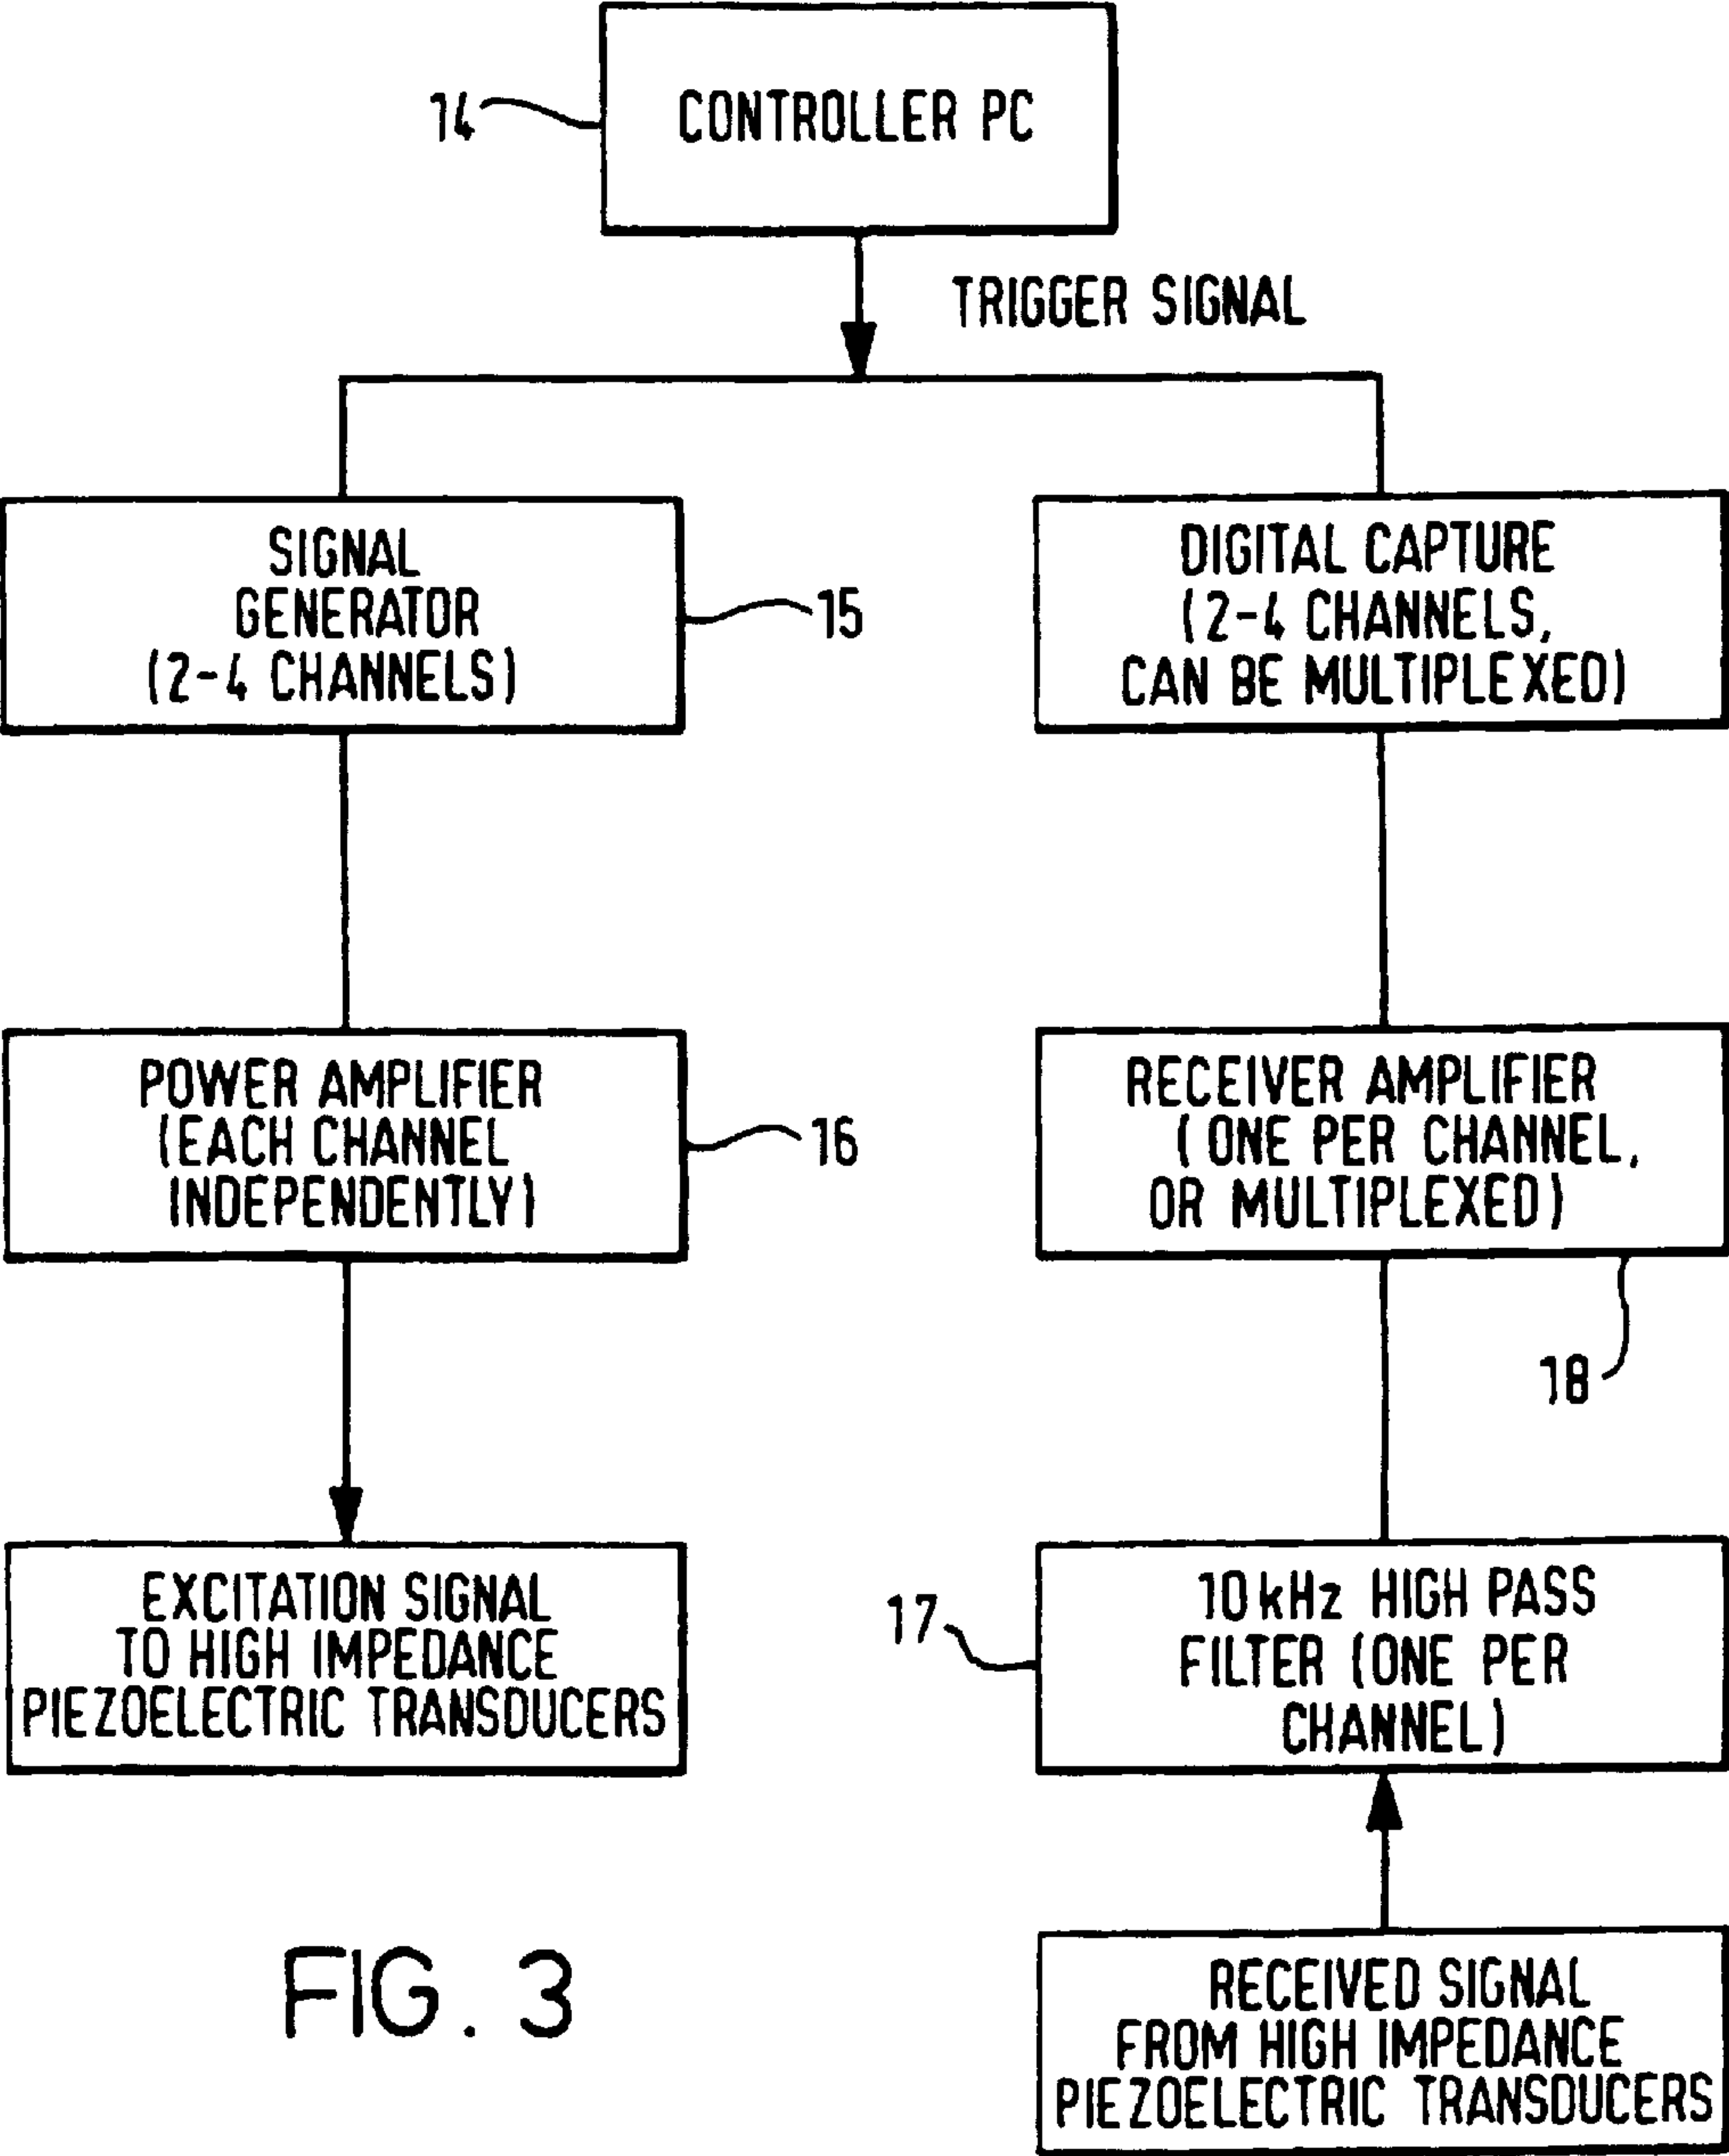 CONTROLLER PC
14
TRIGGER SIGNAL
SIGNAL
GENERATOR
(2-4 CHANNELS)
15
DIGITAL CAPTURE
(2-4 CHANNELS,
CAN BE MULTIPLEXED)
POWER AMPLIFIER
(EACH CHANNEL
INDEPENDENTLY)
16
RECEIVER AMPLIFIER
(ONE PER CHANNEL,
OR MULTIPLEXED)
18
EXCITATION SIGNAL
TO HIGH IMPEDANCE
PIEZOELECTRIC TRANSDUCERS
17
10kHz HIGH PASS
FILTER (ONE PER
CHANNEL)
RECEIVED SIGNAL
FROM HIGH IMPEDANCE
PIEZOELECTRIC TRANSDUCERS
FIG. 3